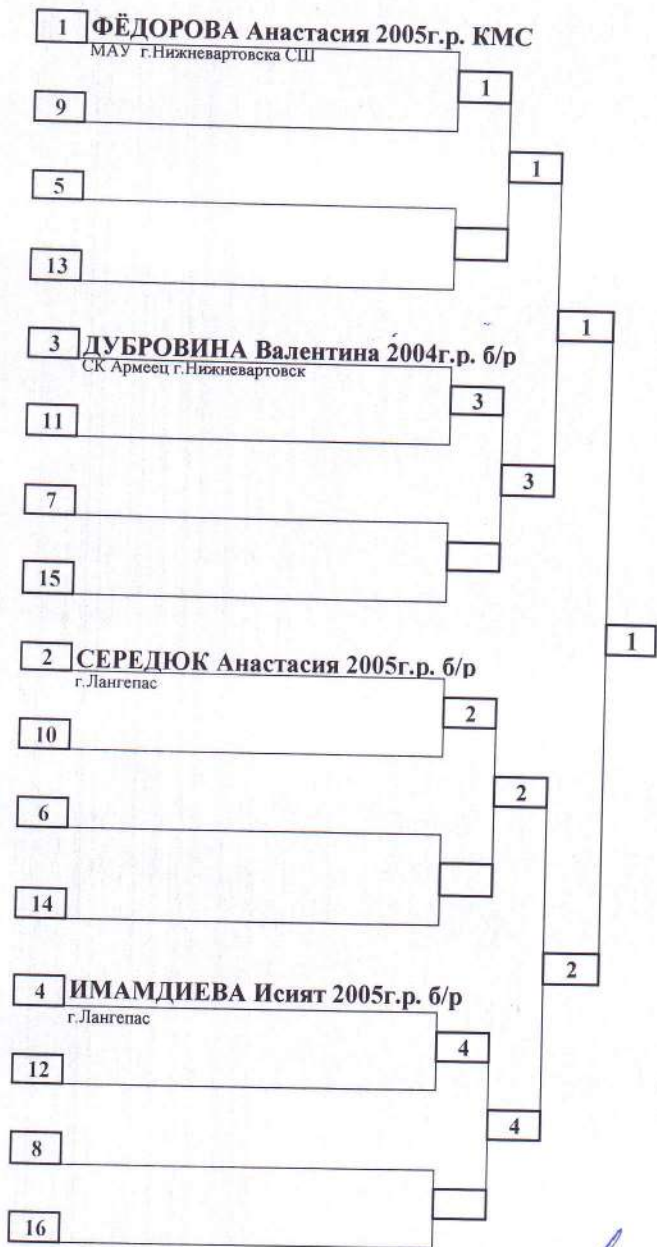 1 ФЁДОРОВА Анастасия 2005г.р. КМС
МАУ г.Нижневартовска СШ
1
9
1
5
13
1
3 ДУБРОВИНА Валентина 2004г.р. б/р
СК Армеец г.Нижневартовск
3
11
3
7
15
1
2 СЕРЕДЮК Анастасия 2005г.р. б/р
г.Лангепас
2
10
2
6
14
2
4 ИМАМДИЕВА Исият 2005г.р. б/р
г.Лангепас
4
12
4
8
16